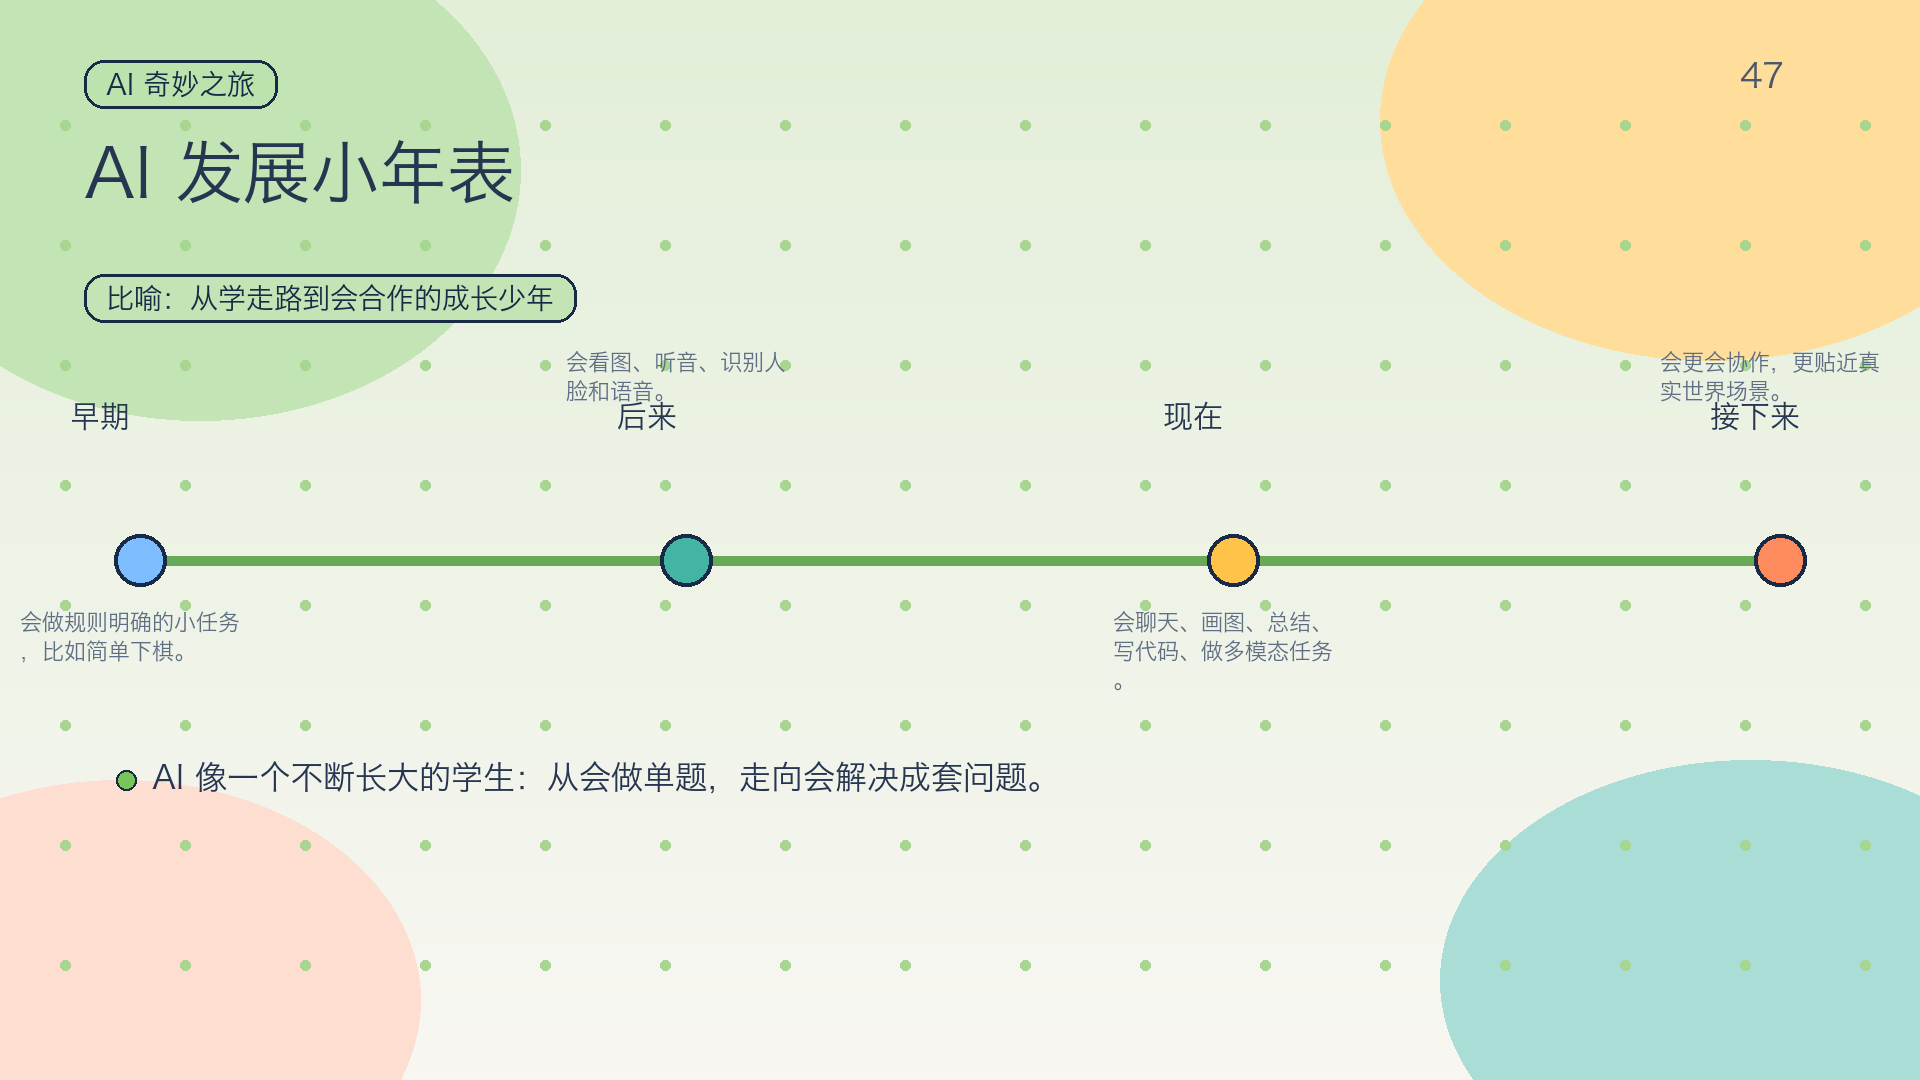 AI 奇妙之旅
47
AI 发展小年表
比喻：从学走路到会合作的成长少年
会看图、听音、识别人
脸和语音。
会更会协作，更贴近真
实世界场景。
早期
后来
现在
接下来
会做规则明确的小任务
，比如简单下棋。
会聊天、画图、总结、
写代码、做多模态任务
。
AI 像一个不断长大的学生：从会做单题，走向会解决成套问题。